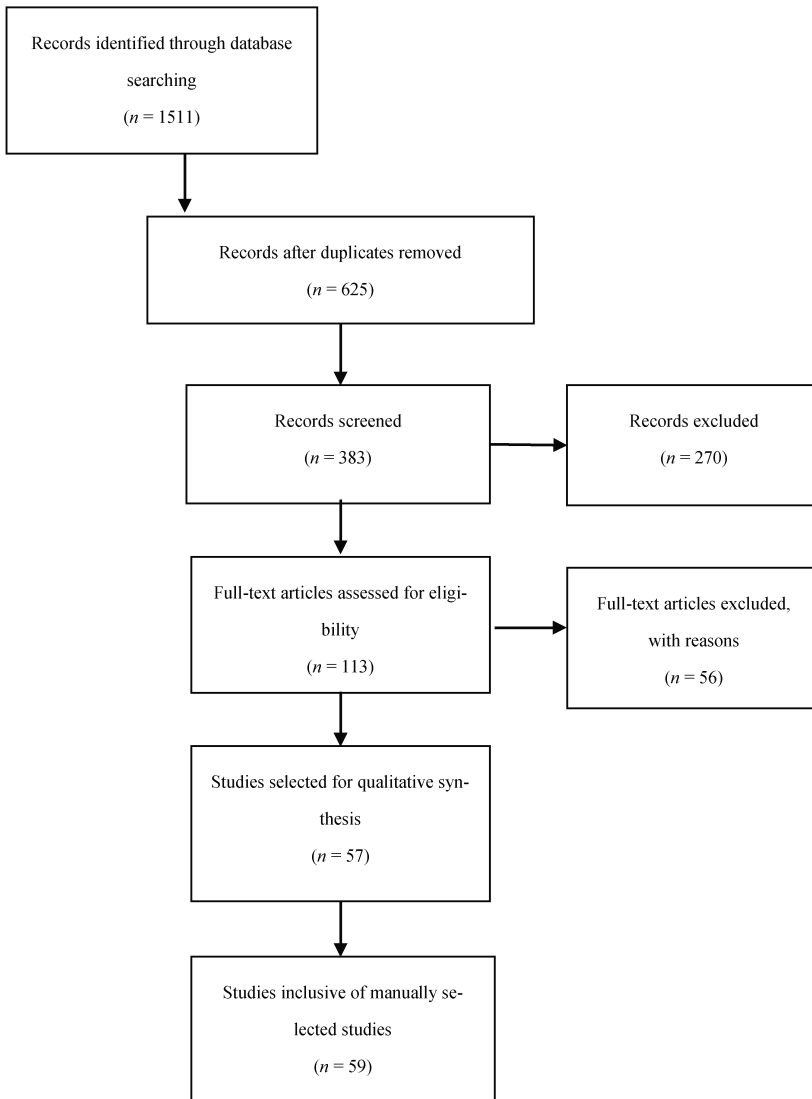 Records identified through database
searching
(n = 1511)
Records after duplicates removed
(n = 625)
Records screened
(n = 383)
Records excluded
(n = 270)
Full-text articles assessed for eligi-
bility
(n = 113)
Full-text articles excluded,
with reasons
(n = 56)
Studies selected for qualitative syn-
thesis
(n = 57)
Studies inclusive of manually se-
lected studies
(n = 59)